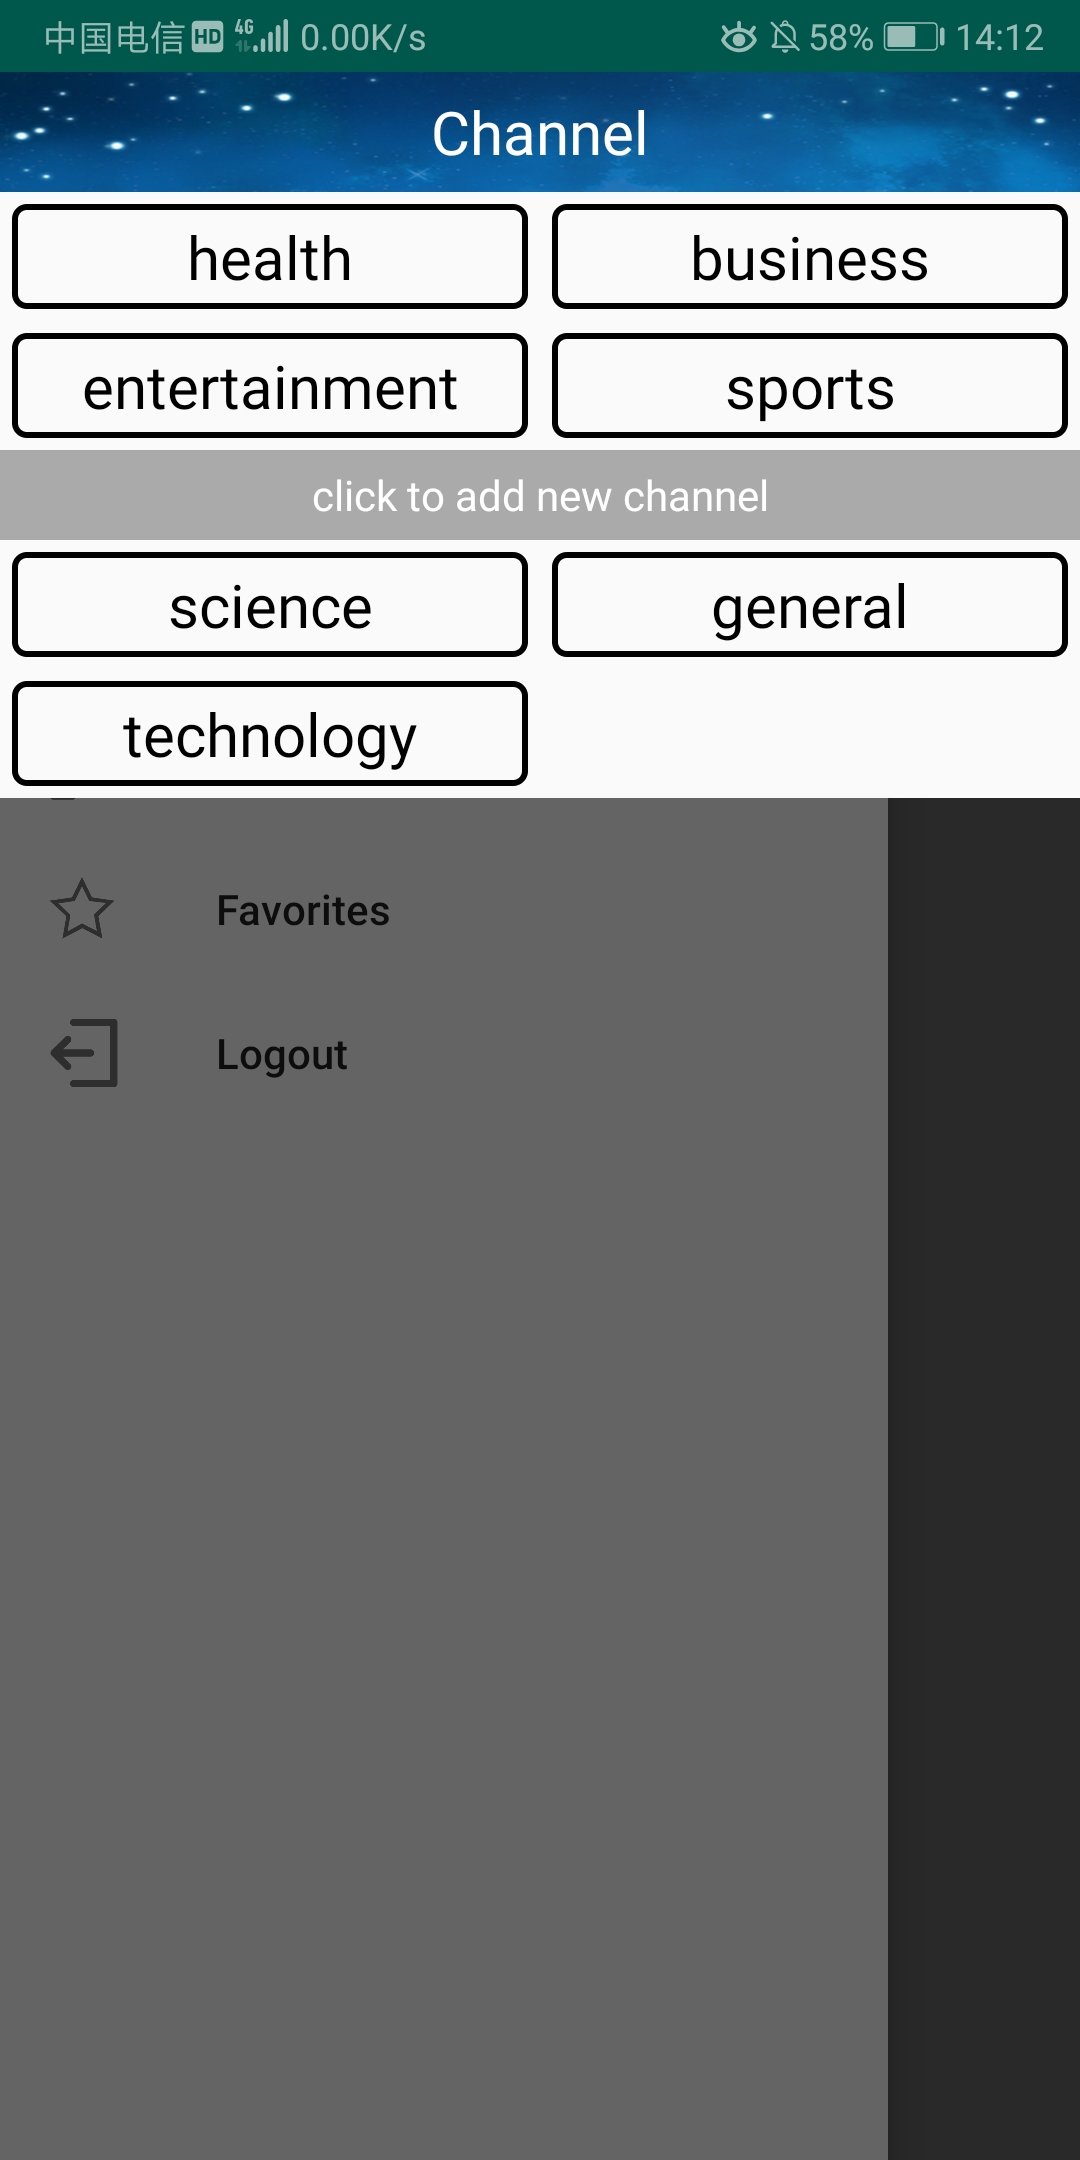 中国电信 HD 4G 0.00K/s 58% 14:12
Channel
health business
entertainment sports
click to add new channel
science general
technology
Favorites
Logout